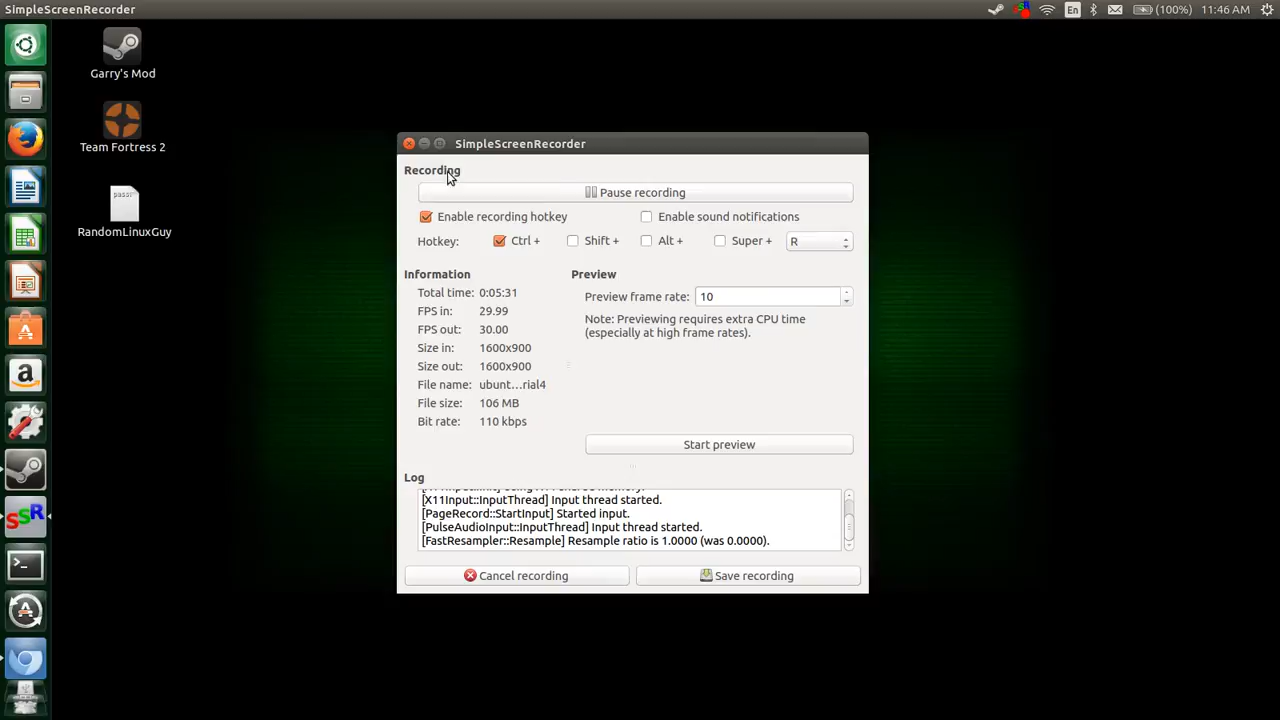 SimpleScreenRecorder
En
(100%)
11:46 AM
Garry's Mod
Team Fortress 2
RandomLinuxGuy
SimpleScreenRecorder
Recording
Pause recording
Enable recording hotkey
Enable sound notifications
Hotkey: Ctrl + Shift + Alt + Super + R
Information
Total time: 0:05:31
FPS in: 29.99
FPS out: 30.00
Size in: 1600x900
Size out: 1600x900
File name: ubunt...rial4
File size: 106 MB
Bit rate: 110 kbps
Preview
Preview frame rate: 10
Note: Previewing requires extra CPU time
(especially at high frame rates).
Start preview
Log
[X11Input::InputThread] Input thread started.
[PageRecord::StartInput] Started input.
[PulseAudioInput::InputThread] Input thread started.
[FastResampler::Resample] Resample ratio is 1.0000 (was 0.0000).
Cancel recording
Save recording